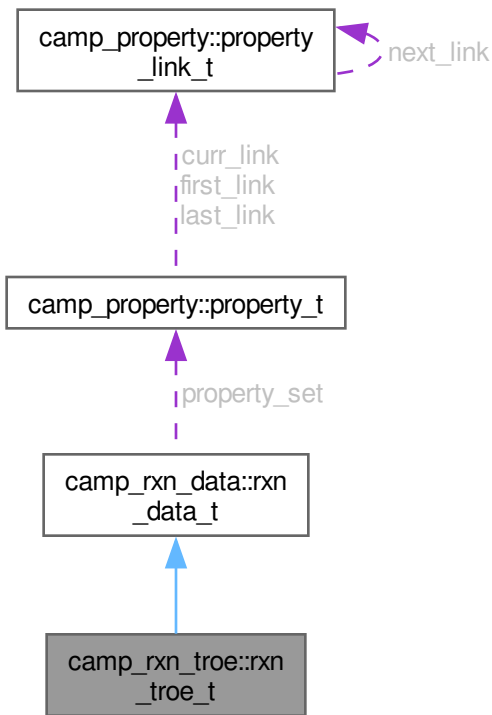 camp_property::property
_link_t
next_link
curr_link
first_link
last_link
camp_property::property_t
property_set
camp_rxn_data::rxn
_data_t
camp_rxn_troe::rxn
_troe_t